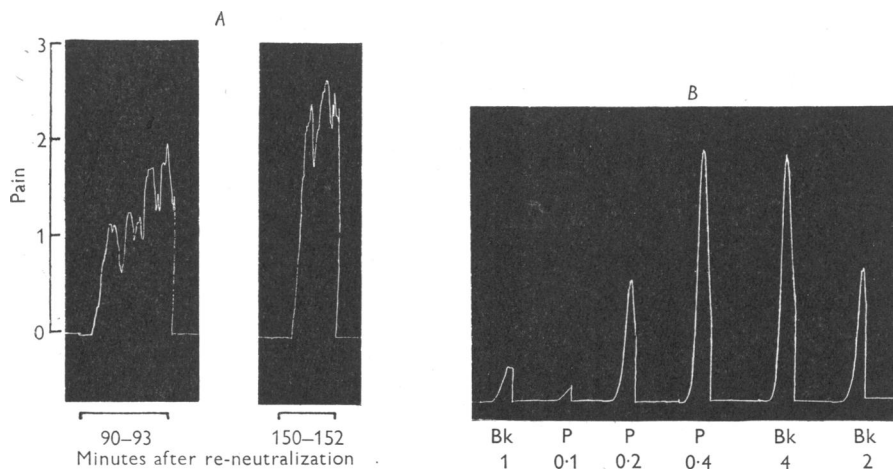 A
3
2
1
0
Pain
90–93
150–152
Minutes after re-neutralization
B
Bk P P P Bk Bk
1 0·1 0·2 0·4 4 2